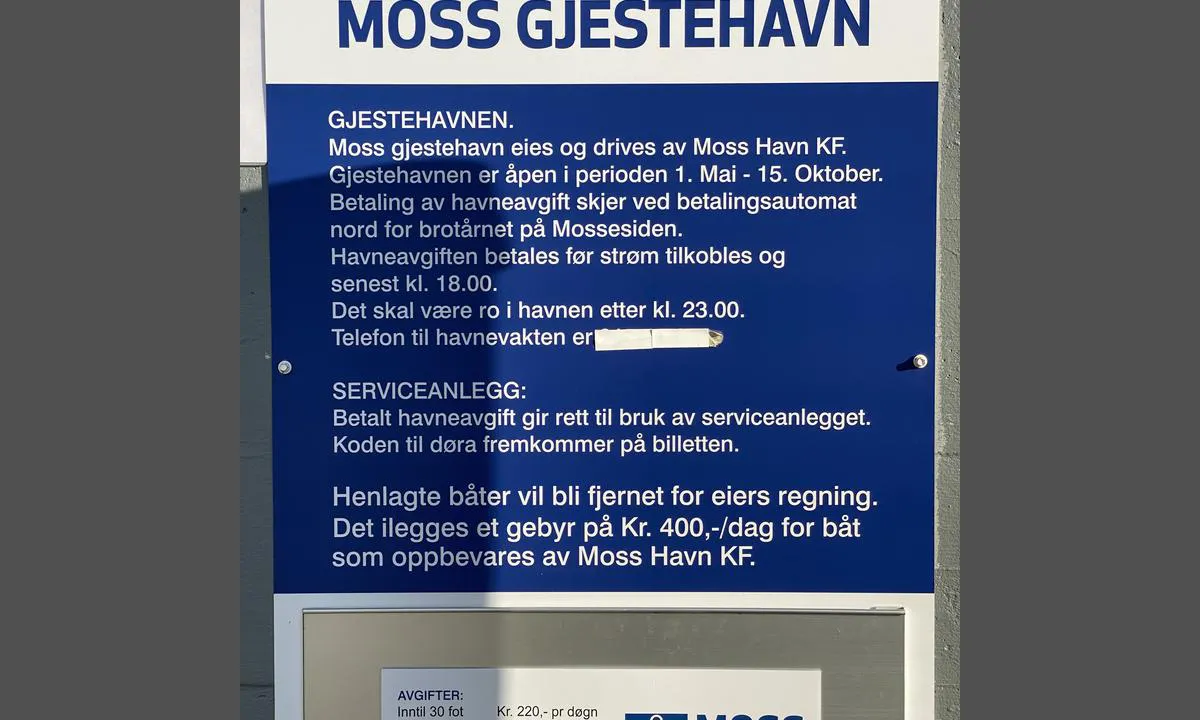 MOSS GJESTEHAVN
GJESTEHAVNEN.
Moss gjestehavn eies og drives av Moss Havn KF.
Gjestehavnen er åpen i perioden 1. Mai - 15. Oktober.
Betaling av havneavgift skjer ved betalingsautomat
nord for brotårnet på Mossesiden.
Havneavgiften betales før strøm tilkobles og
senest kl. 18.00.
Det skal være ro i havnen etter kl. 23.00.
Telefon til havnevakten er
SERVICEANLEGG:
Betalt havneavgift gir rett til bruk av serviceanlegget.
Koden til døra fremkommer på billetten.
Henlagte båter vil bli fjernet for eiers regning.
Det ilegges et gebyr på Kr. 400,-/dag for båt
som oppbevares av Moss Havn KF.
AVGIFTER:
Inntil 30 fot Kr. 220,- pr døgn
MOSS